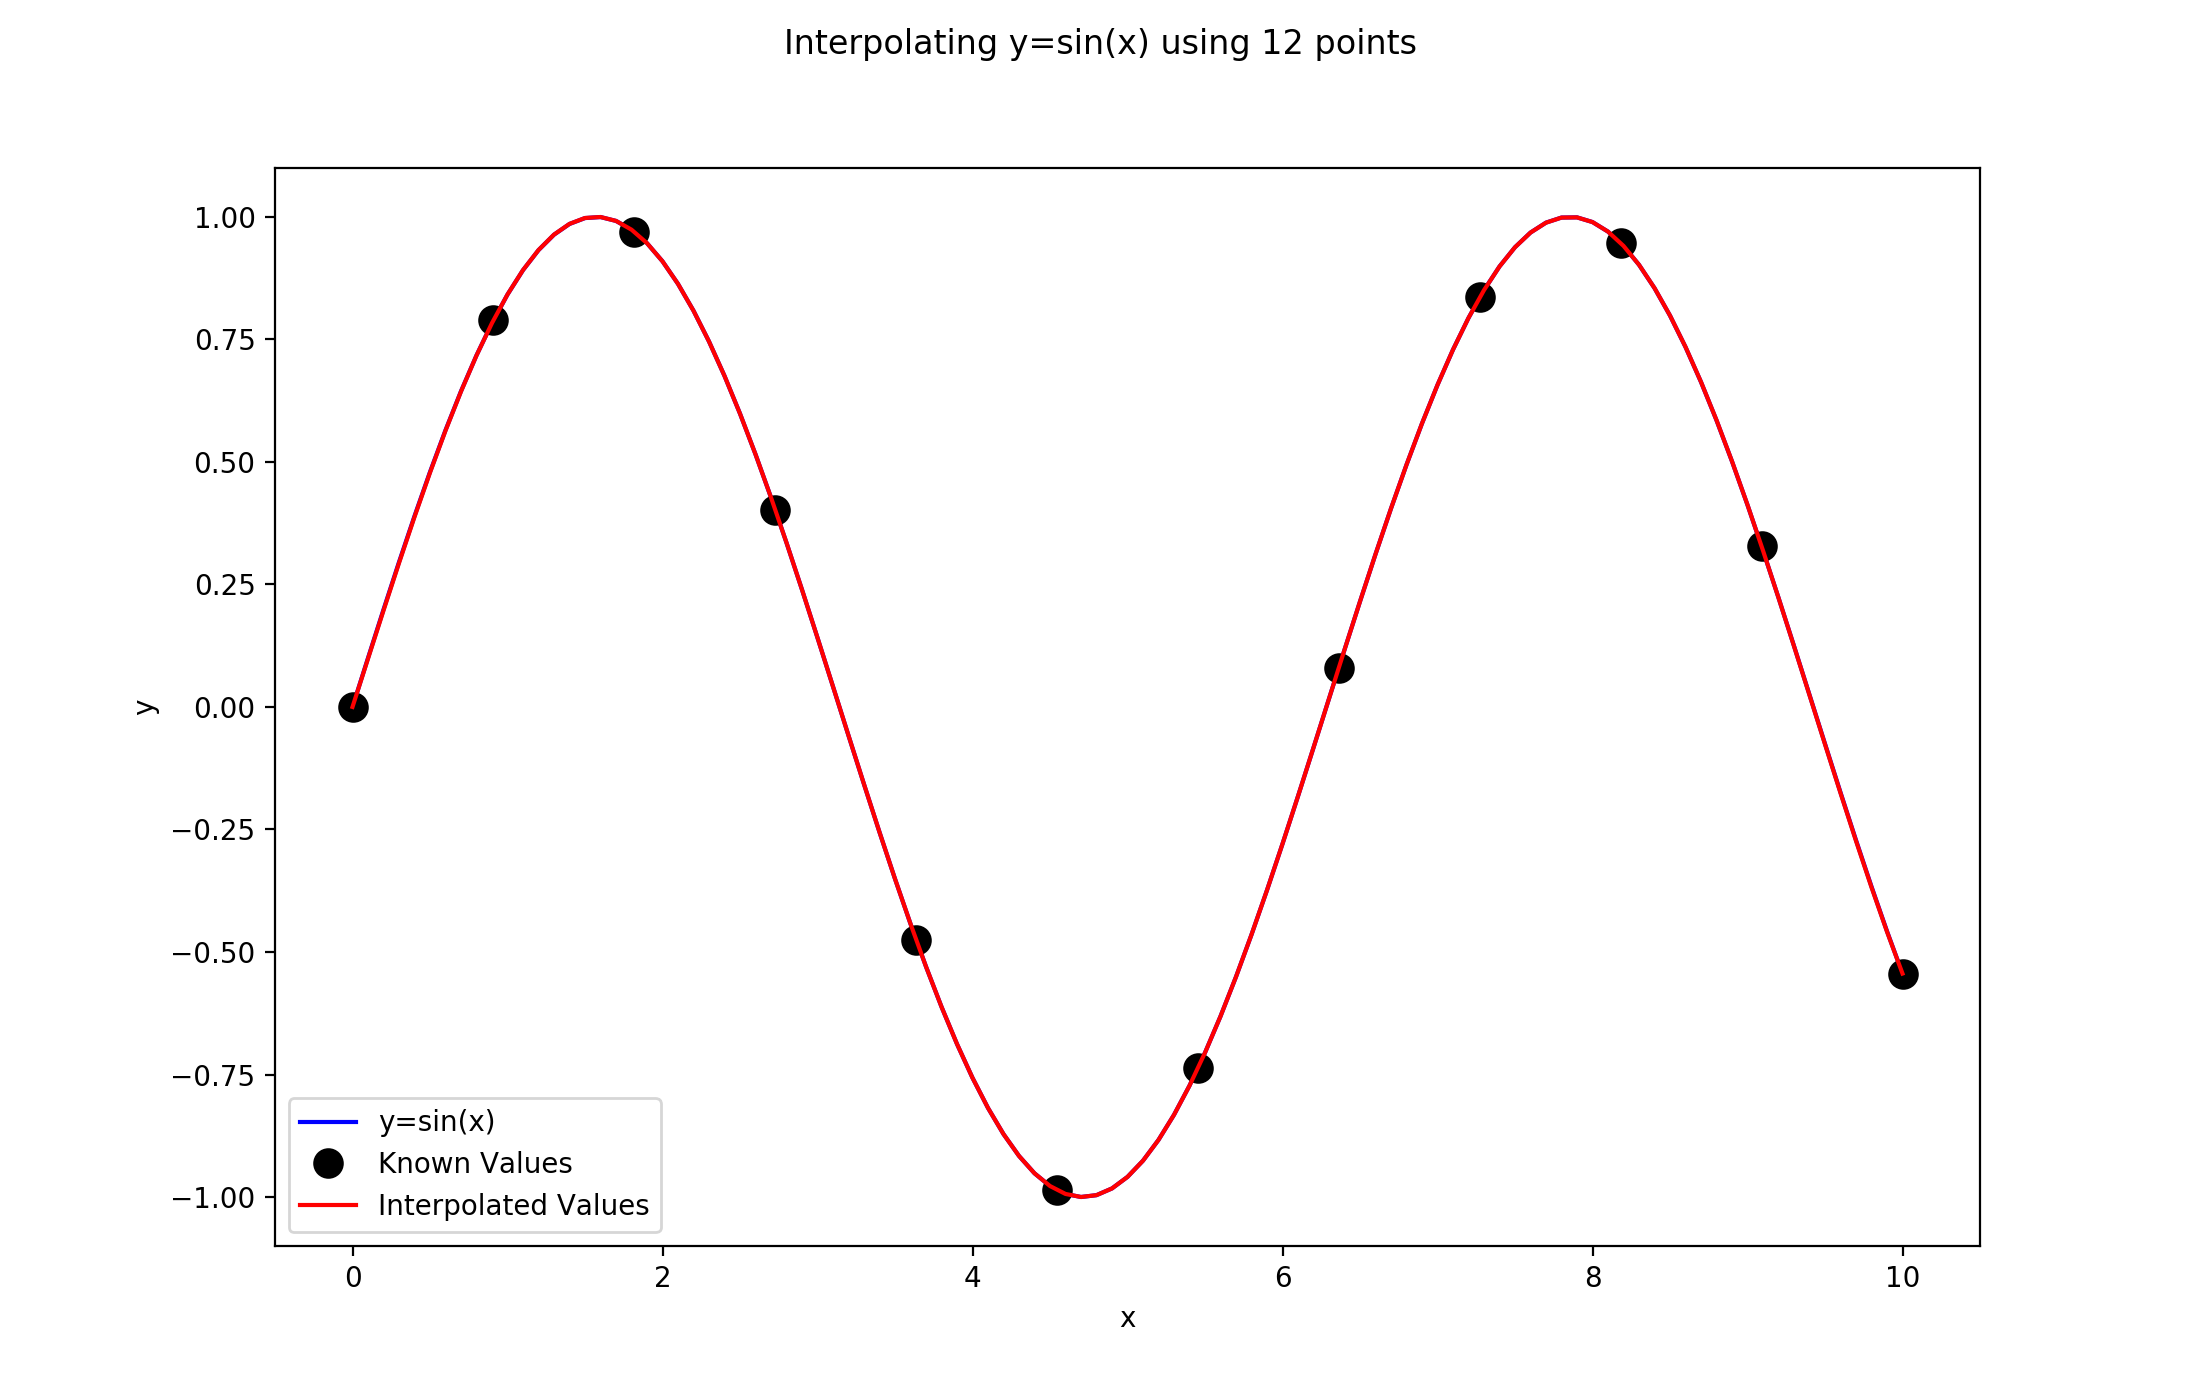 Interpolating y=sin(x) using 12 points
1.00
0.75
0.50
0.25
0.00
−0.25
−0.50
−0.75
−1.00
y
y=sin(x)
Known Values
Interpolated Values
0 2 4 6 8 10
x